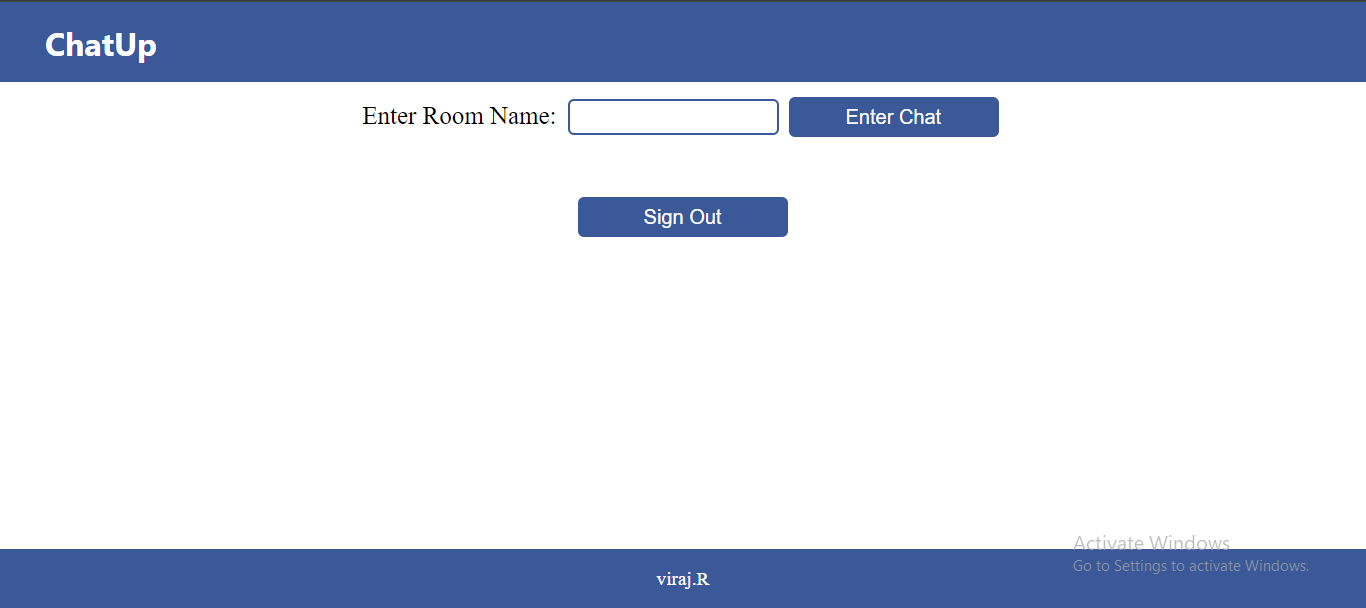 ChatUp
Enter Room Name:
Enter Chat
Sign Out
Activate Windows
Go to Settings to activate Windows.
viraj.R